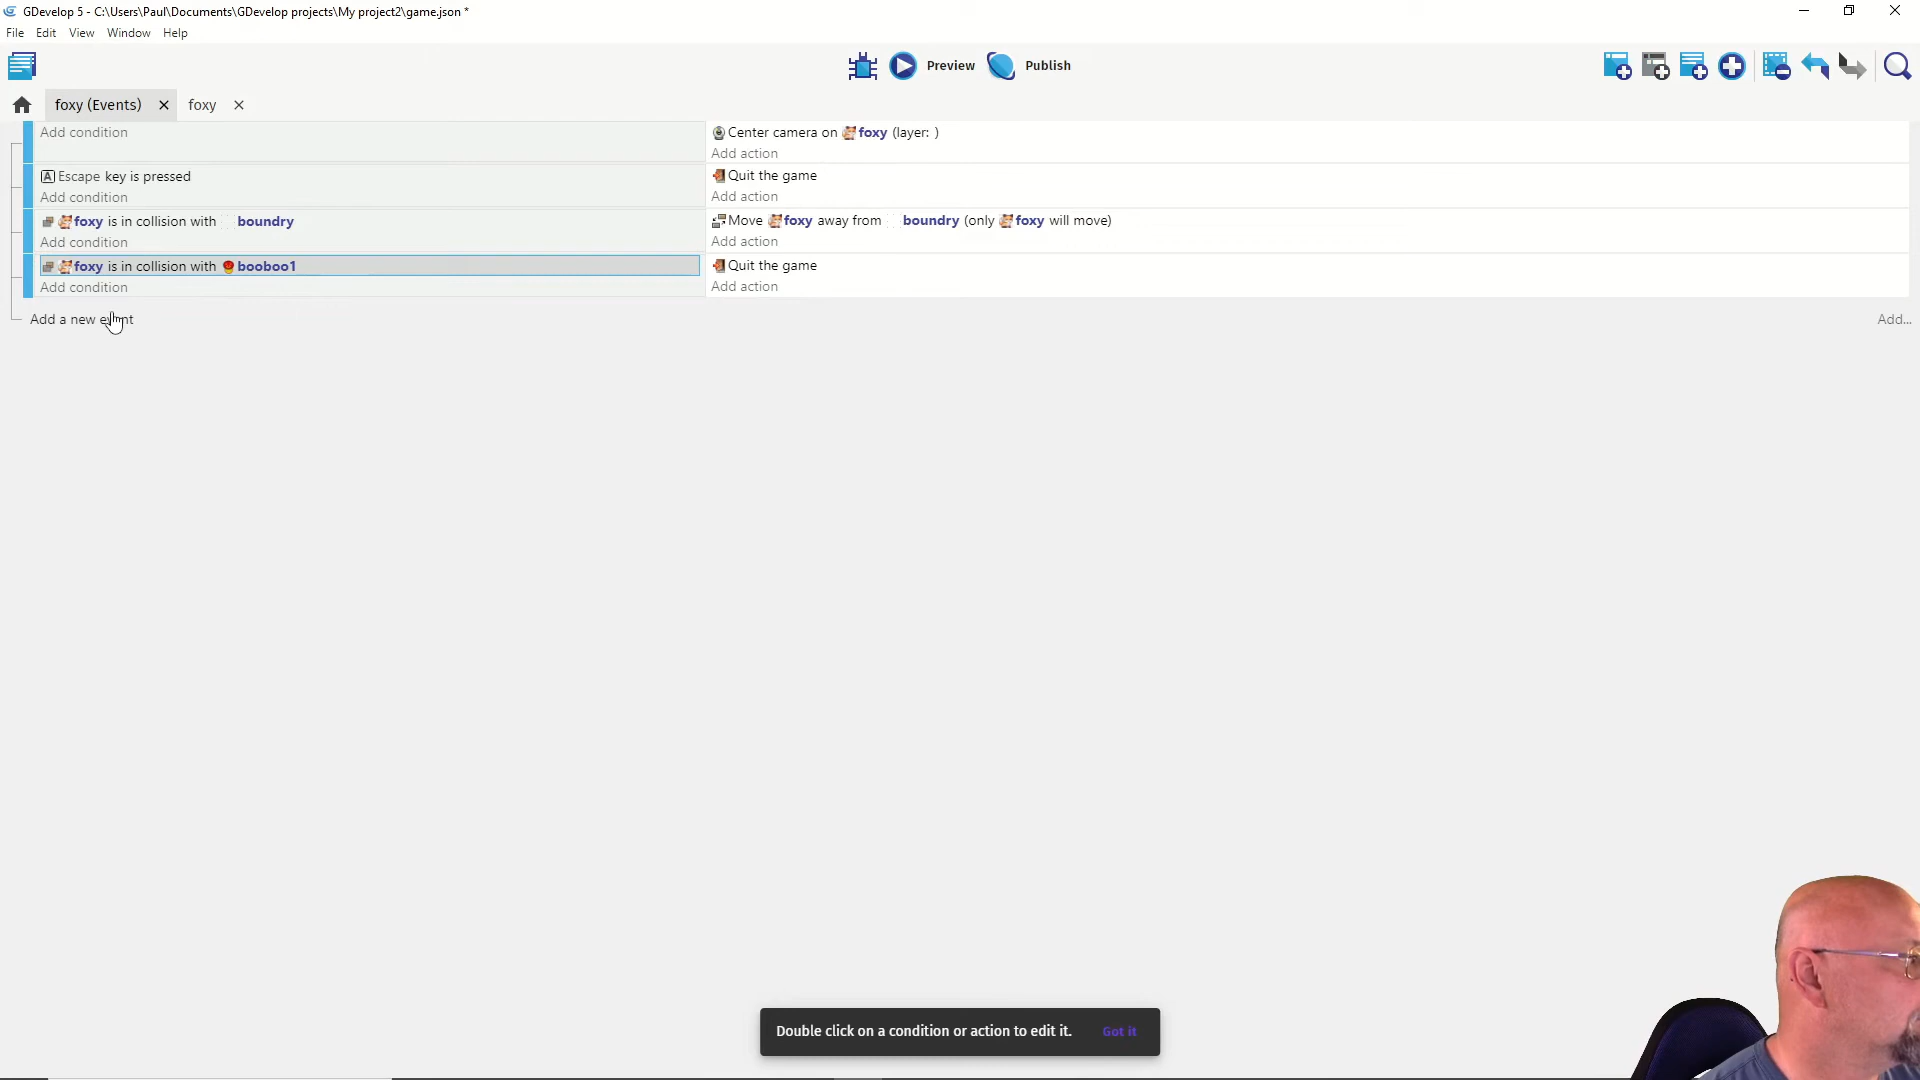 GDevelop 5 - C:\Users\Paul\Documents\GDevelop projects\My project2\game.json *
File Edit View Window Help
Preview Publish
foxy (Events) foxy
Add condition
Center camera on foxy (layer: )
Add action
Escape key is pressed
Quit the game
Add condition
Add action
foxy is in collision with boundry
Move foxy away from boundry (only foxy will move)
Add condition
Add action
foxy is in collision with booboo1
Quit the game
Add condition
Add action
Add a new event
Add...
Double click on a condition or action to edit it. Got it